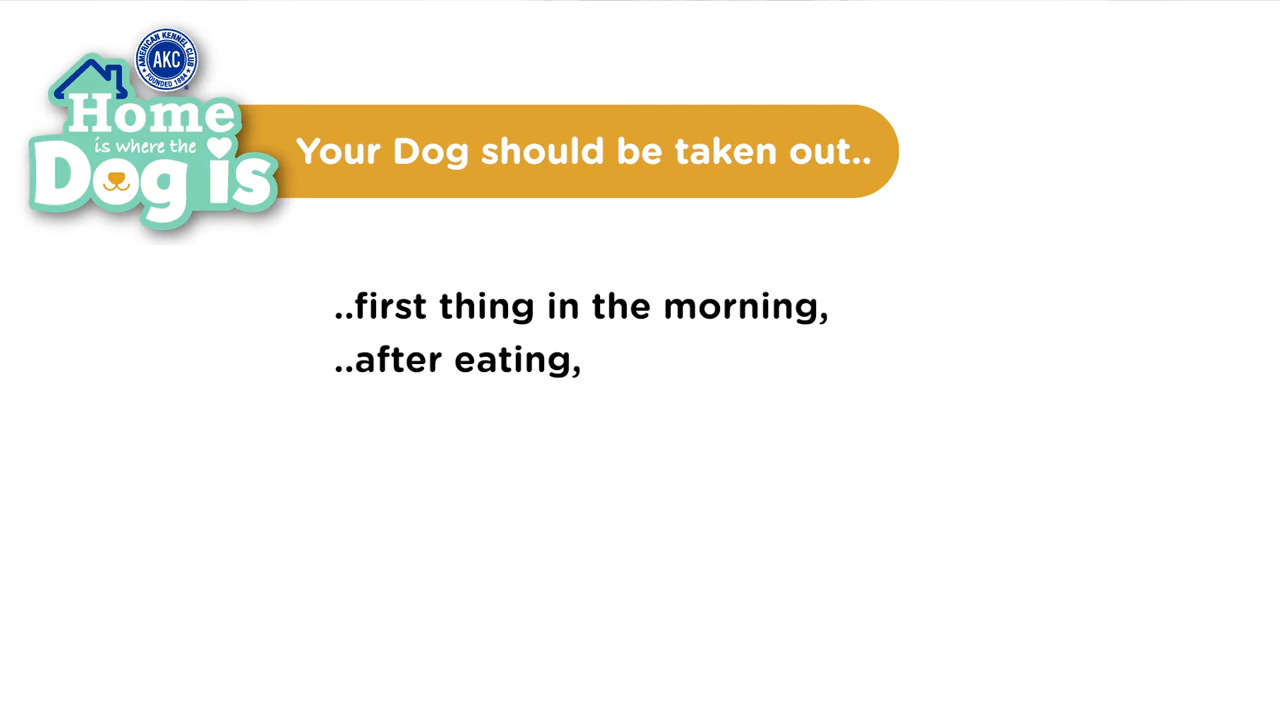 AMERICAN KENNEL CLUB
AKC
FOUNDED 1884
Home
is where the
Dog is
Your Dog should be taken out..
..first thing in the morning,
..after eating,